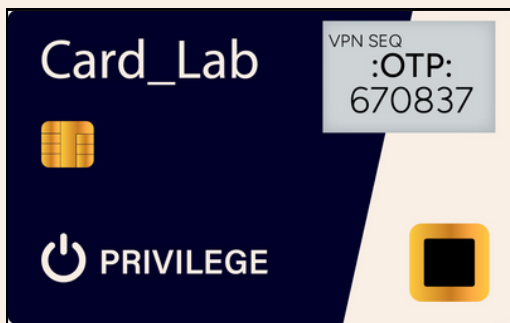 Card_Lab
VPN SEQ
:OTP:
670837
PRIVILEGE